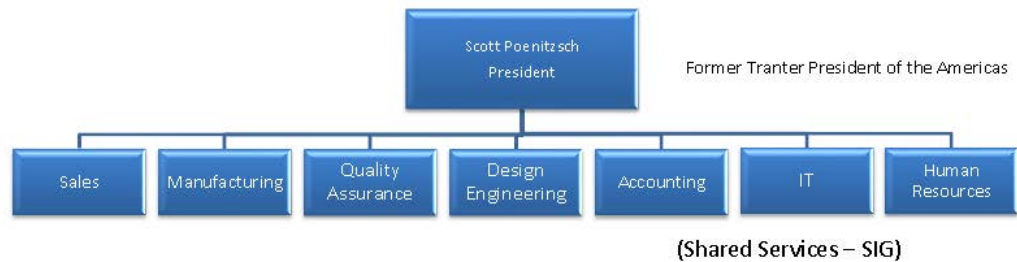 Scott Poenitzsch
President
Former Tranter President of the Americas
Sales
Manufacturing
Quality
Assurance
Design
Engineering
Accounting
IT
Human
Resources
(Shared Services – SIG)